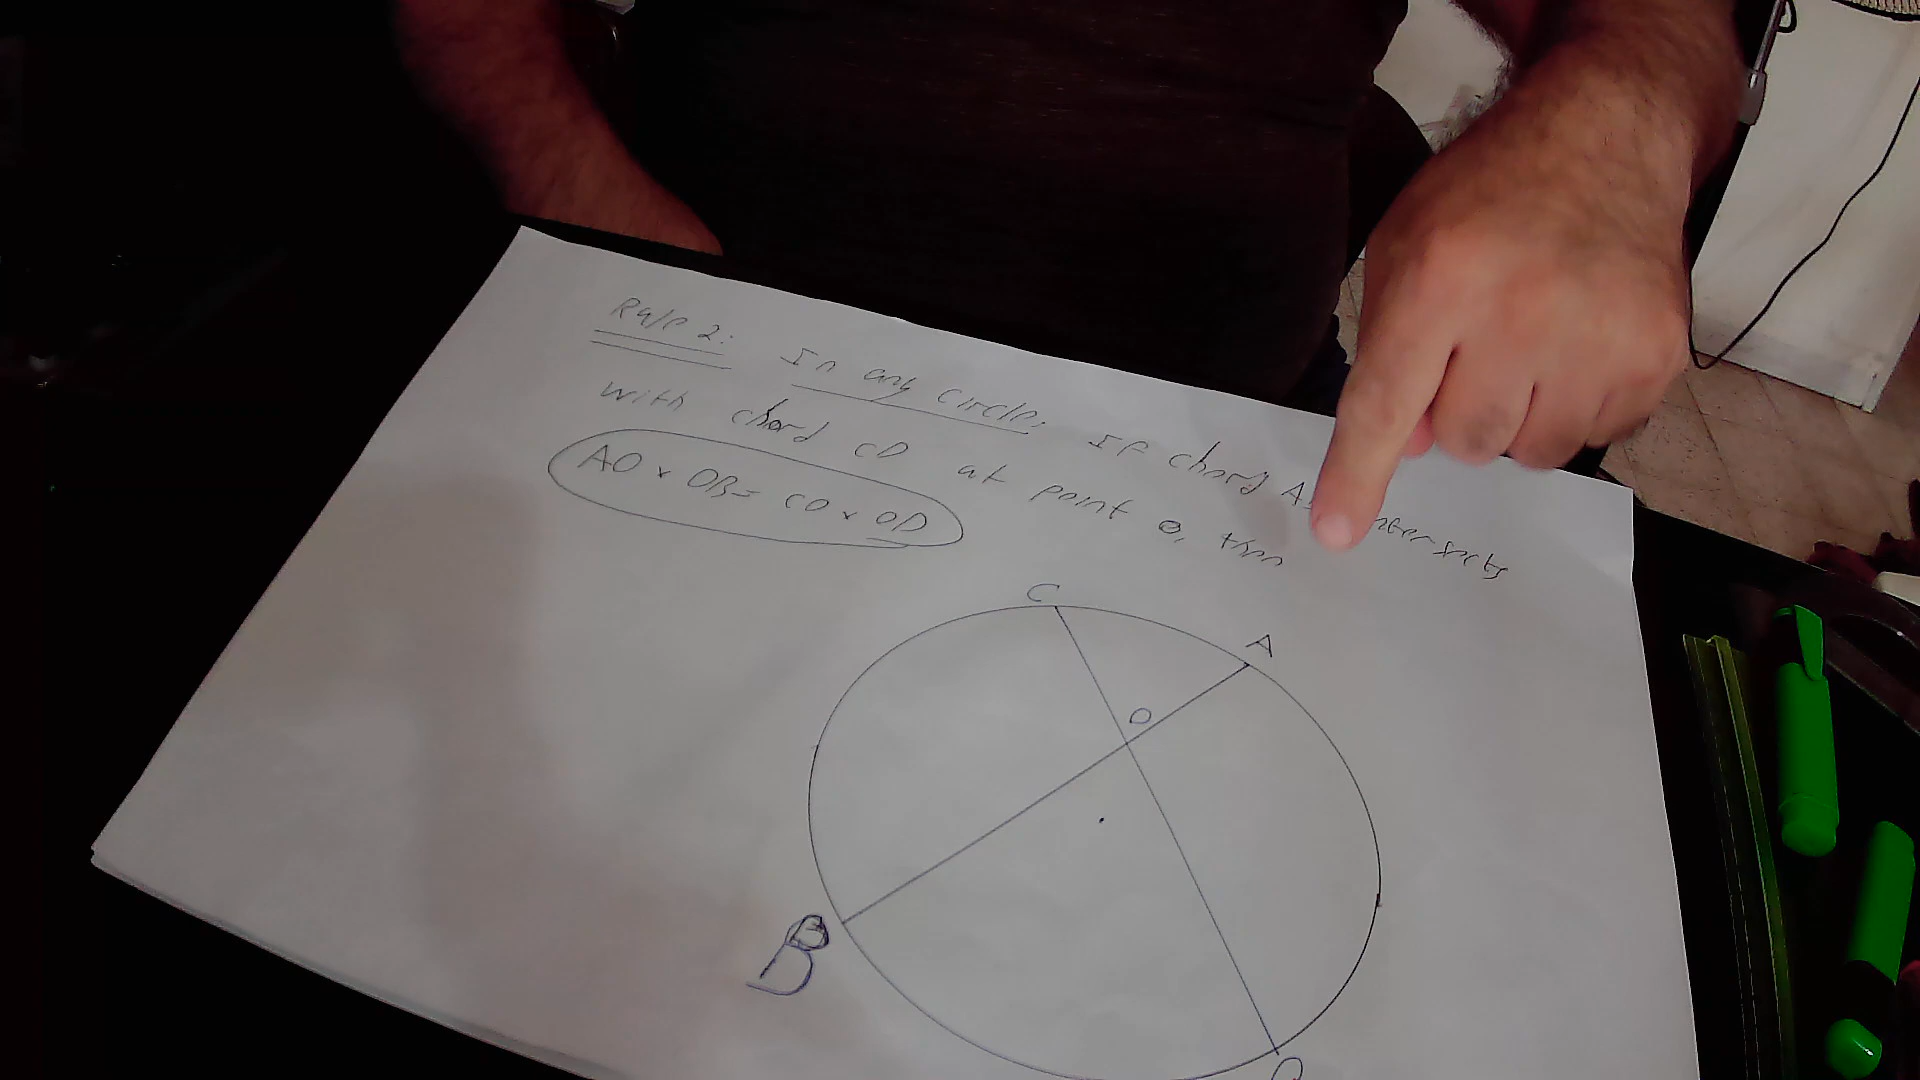 Rule 2: In any circle, If chord A intersects
with chord CD at point O, then
AO x OB = CO x OD
C
A
O
B
D